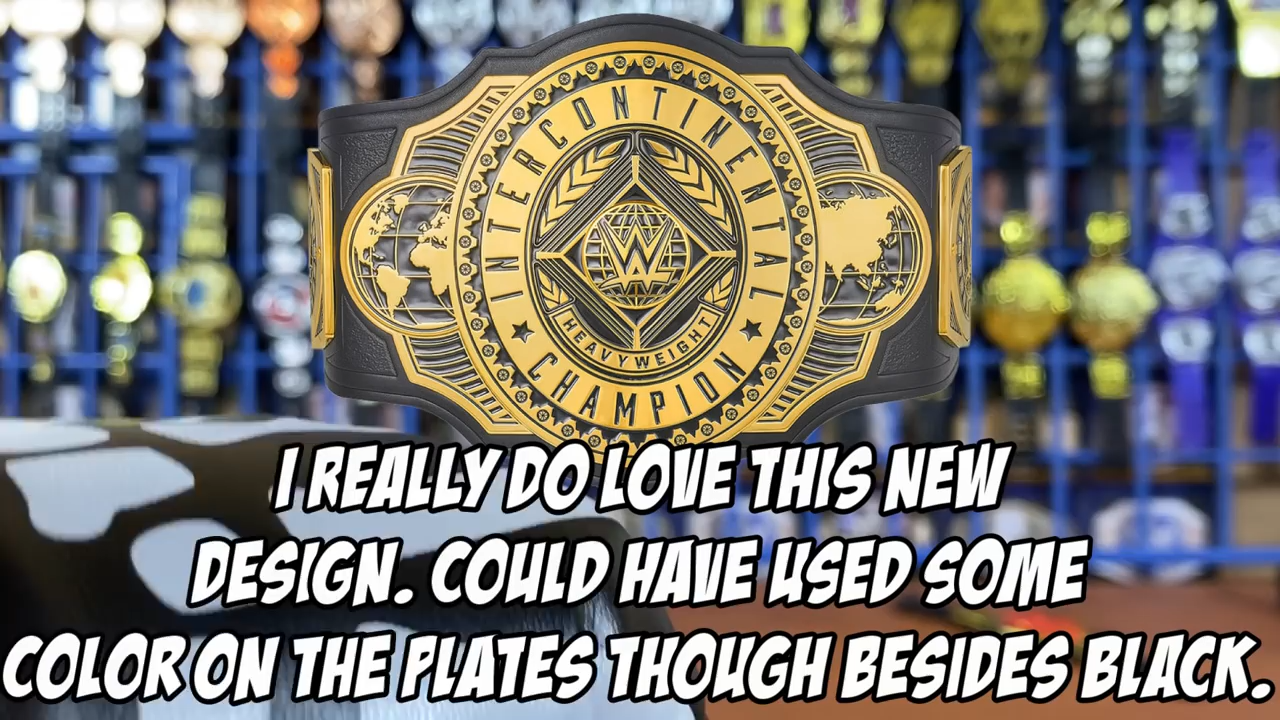 INTERCONTINENTAL
W
HEAVYWEIGHT
CHAMPION
I REALLY DO LOVE THIS NEW
DESIGN. COULD HAVE USED SOME
COLOR ON THE PLATES THOUGH BESIDES BLACK.